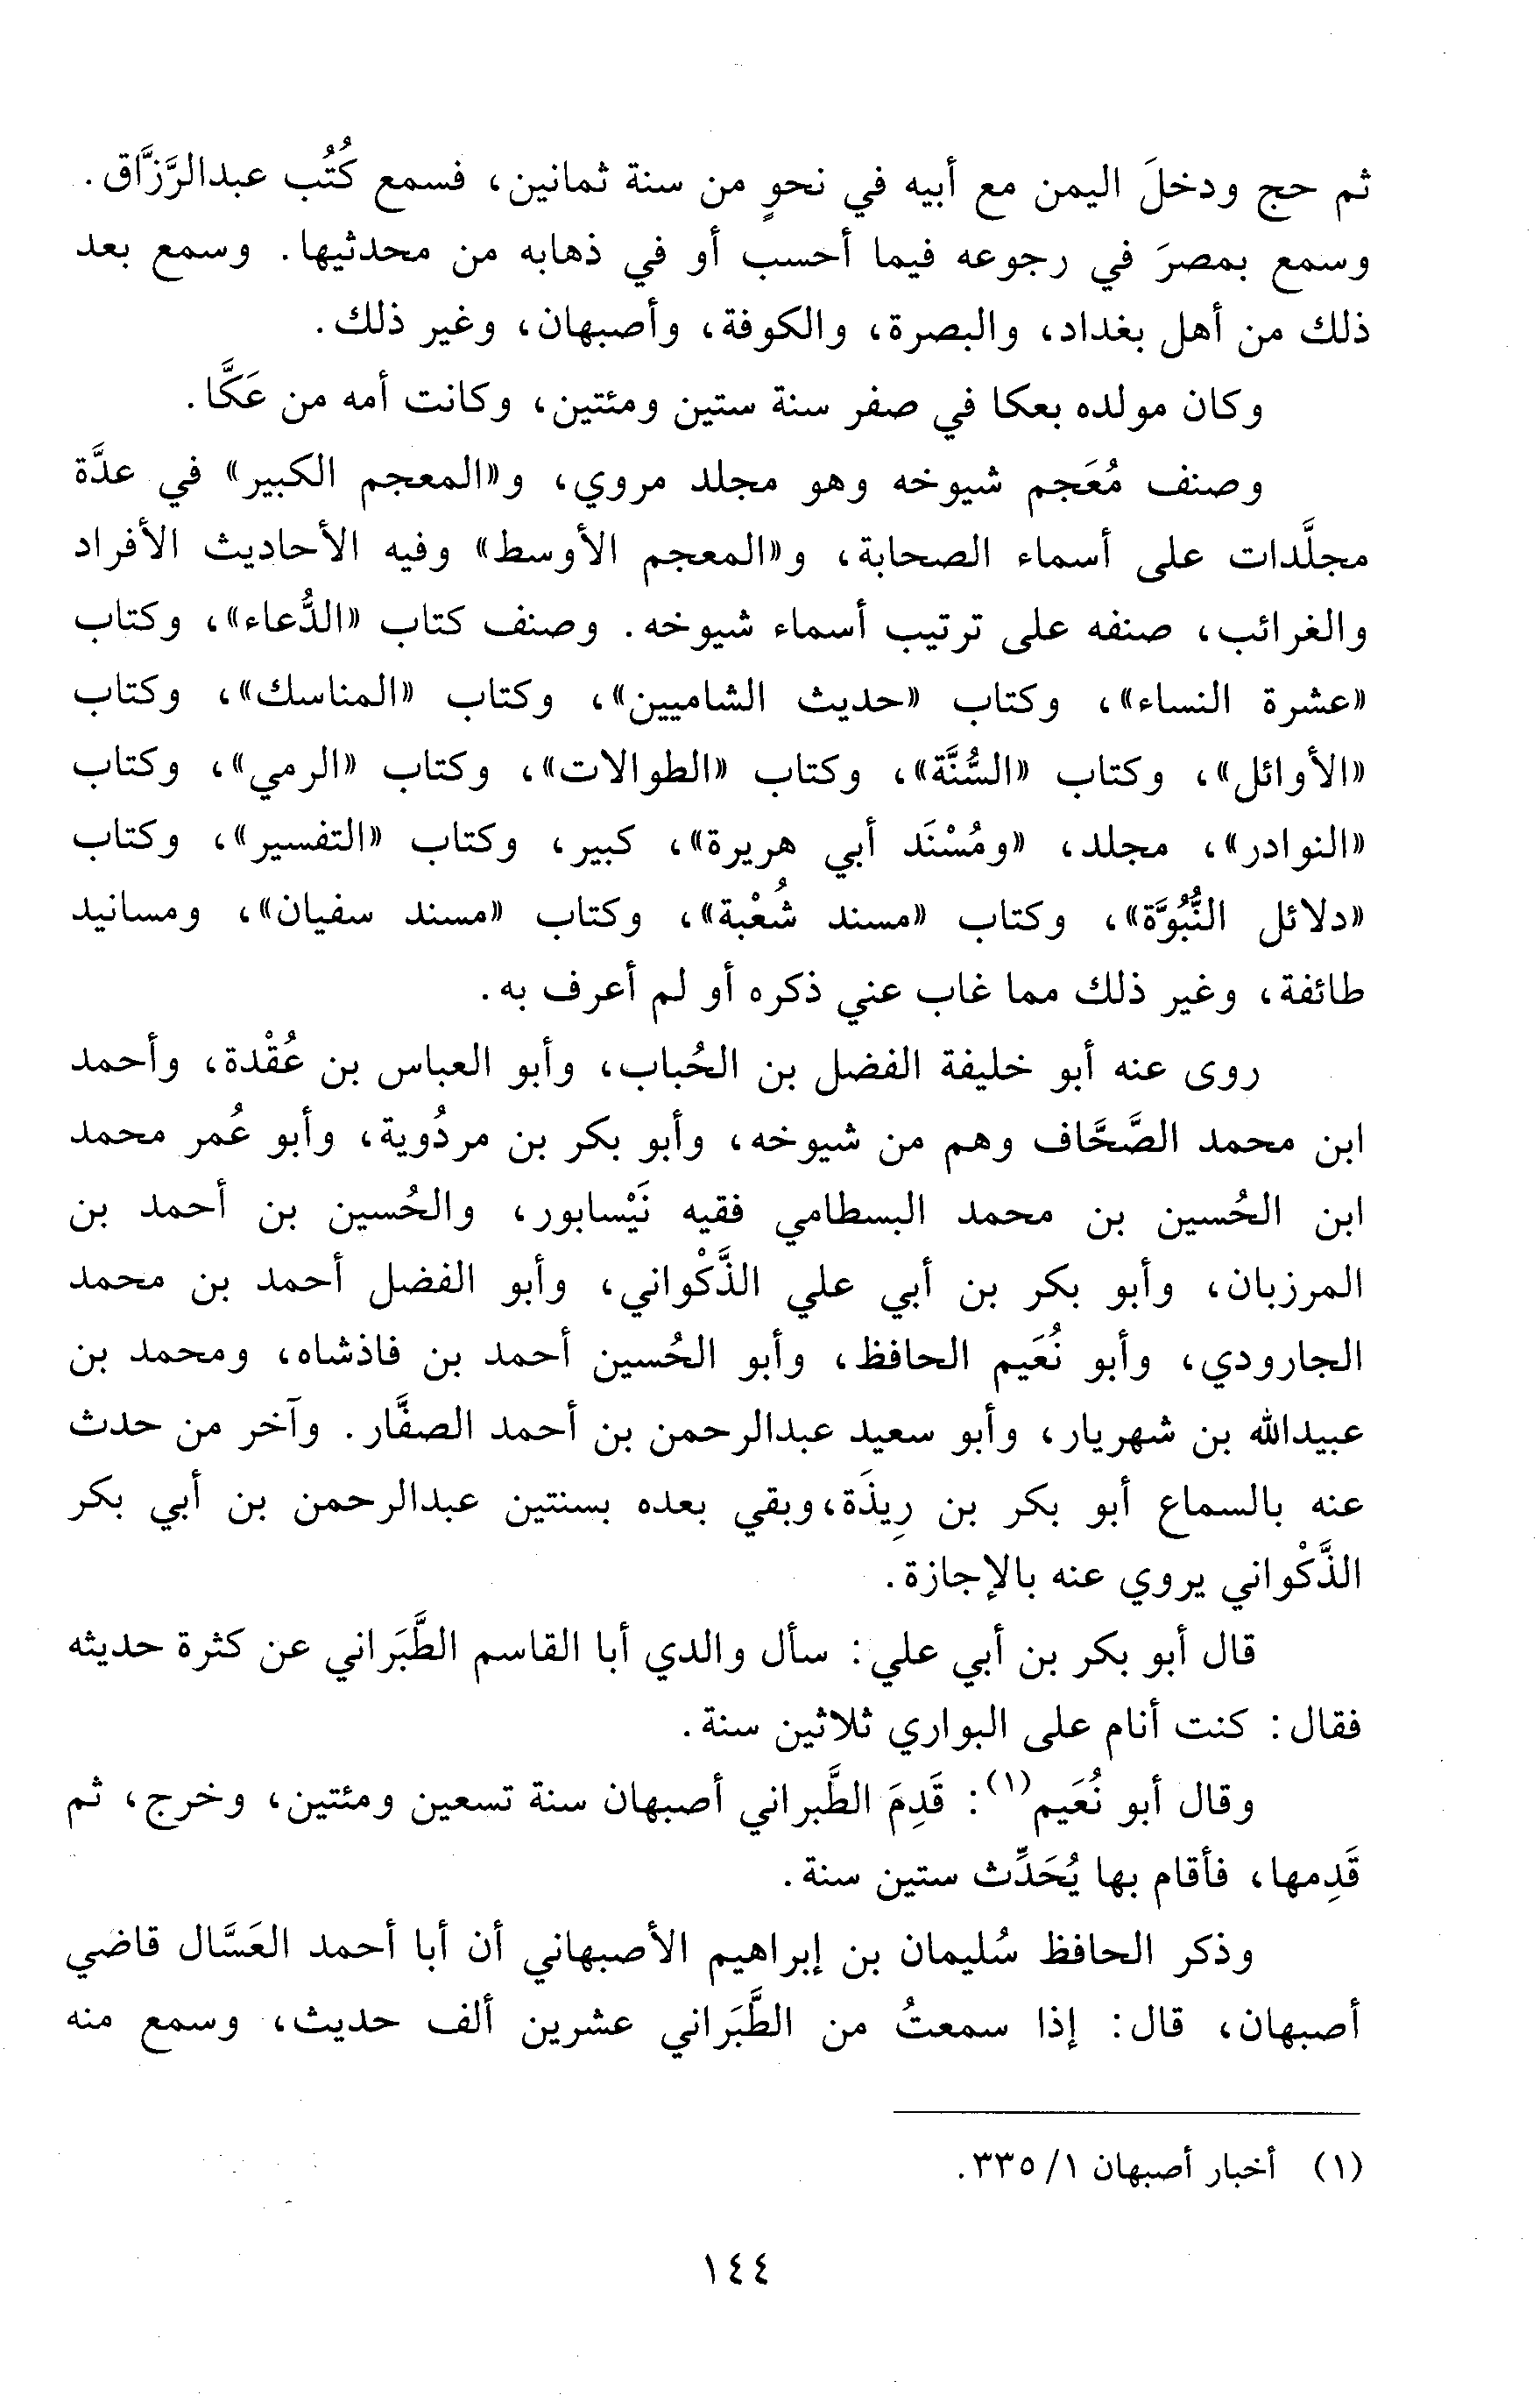 ثم حج ودخلَ اليمن مع أبيه في نحوٍ من سنة ثمانين، فسمع كُتُب عبدالرَّزَّاق.
وسمع بمصرَ في رجوعه فيما أحسب أو في ذهابه من محدثيها. وسمع بعد
ذلك من أهل بغداد، والبصرة، والكوفة، وأصبهان، وغير ذلك.
وكان مولده بعكا في صفر سنة ستين ومئتين، وكانت أمه من عَكَّا.
وصنف مُعَجم شيوخه وهو مجلد مروي، و«المعجم الكبير» في عدَّة
مجلَّدات على أسماء الصحابة، و«المعجم الأوسط» وفيه الأحاديث الأفراد
والغرائب، صنفه على ترتيب أسماء شيوخه. وصنف كتاب «الدُّعاء»، وكتاب
«عشرة النساء»، وكتاب «حديث الشاميين»، وكتاب «المناسك»، وكتاب
«الأوائل»، وكتاب «السُّنَّة»، وكتاب «الطوالات»، وكتاب «الرمي»، وكتاب
«النوادر»، مجلد، «ومُسْنَد أبي هريرة»، كبير، وكتاب «التفسير»، وكتاب
«دلائل النُّبُوَّة»، وكتاب «مسند شُعْبة»، وكتاب «مسند سفيان»، ومسانيد
طائفة، وغير ذلك مما غاب عني ذكره أو لم أعرف به.
روى عنه أبو خليفة الفضل بن الحُباب، وأبو العباس بن عُقْدة، وأحمد
ابن محمد الصَّحَّاف وهم من شيوخه، وأبو بكر بن مردُوية، وأبو عُمر محمد
ابن الحُسين بن محمد البسطامي فقيه نَيْسابور، والحُسين بن أحمد بن
المرزبان، وأبو بكر بن أبي علي الذَّكْواني، وأبو الفضل أحمد بن محمد
الجارودي، وأبو نُعَيم الحافظ، وأبو الحُسين أحمد بن فاذشاه، ومحمد بن
عبيدالله بن شهريار، وأبو سعيد عبدالرحمن بن أحمد الصفَّار. وآخر من حدث
عنه بالسماع أبو بكر بن رِيذَة، وبقي بعده بسنتين عبدالرحمن بن أبي بكر
الذَّكْواني يروي عنه بالإجازة.
قال أبو بكر بن أبي علي: سأل والدي أبا القاسم الطَّبَراني عن كثرة حديثه
فقال: كنت أنام على البواري ثلاثين سنة.
وقال أبو نُعَيم(١): قَدِمَ الطَّبراني أصبهان سنة تسعين ومئتين، وخرج، ثم
قَدِمها، فأقام بها يُحَدِّث ستين سنة.
وذكر الحافظ سُليمان بن إبراهيم الأصبهاني أن أبا أحمد العَسَّال قاضي
أصبهان، قال: إذا سمعتُ من الطَّبَراني عشرين ألف حديث، وسمع منه
(١) أخبار أصبهان ١/ ٣٣٥.
١٤٤